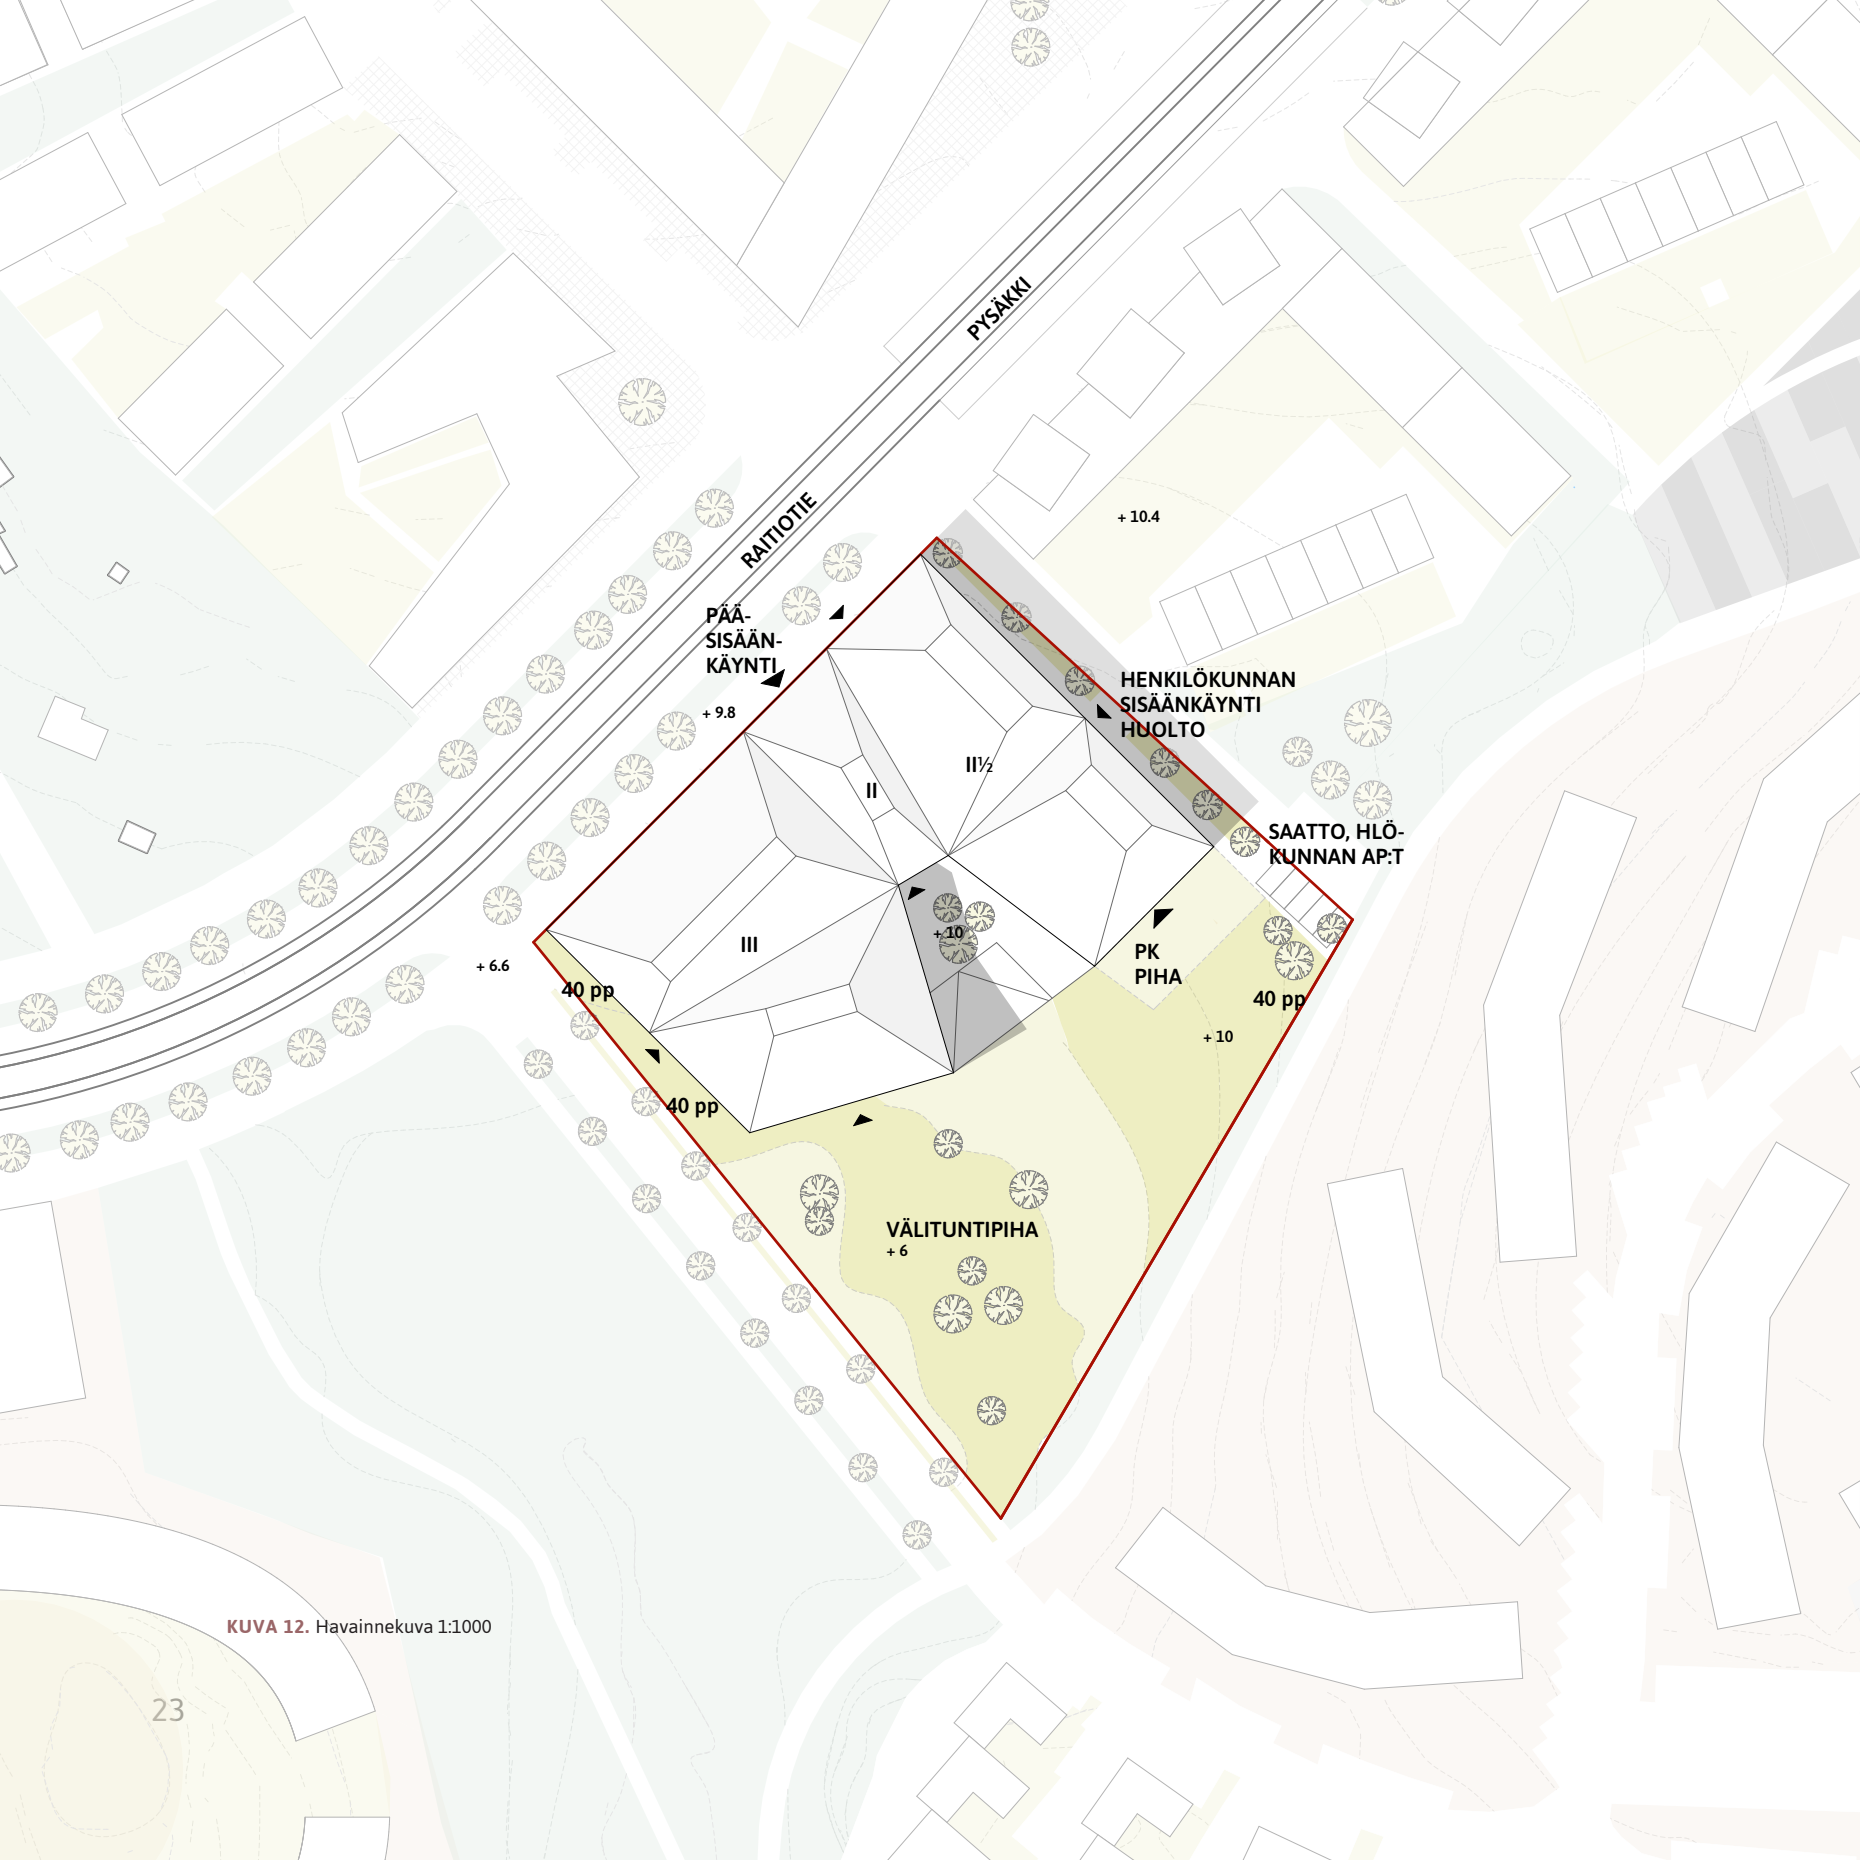 PYSÄKKI
RAITIOTIE
+ 10.4
PÄÄ-
SISÄÄN-
KÄYNTI
+ 9.8
HENKILÖKUNNAN
SISÄÄNKÄYNTI
HUOLTO
II½
II
SAATTO, HLÖ-
KUNNAN AP:T
III
+ 10
+ 6.6
PK
PIHA
40 pp
40 pp
+ 10
40 pp
VÄLITUNTIPIHA
+ 6
KUVA 12. Havainnekuva 1:1000
23